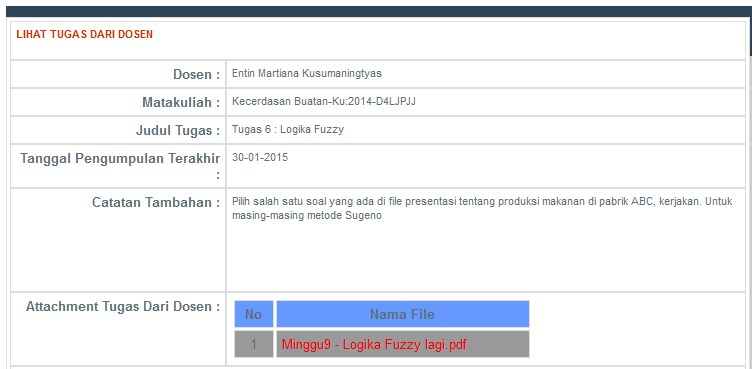 LIHAT TUGAS DARI DOSEN
Dosen : Entin Martiana Kusumaningtyas
Matakuliah : Kecerdasan Buatan-Ku:2014-D4LJPJJ
Judul Tugas : Tugas 6 : Logika Fuzzy
Tanggal Pengumpulan Terakhir 30-01-2015
:
Catatan Tambahan : Pilih salah satu soal yang ada di file presentasi tentang produksi makanan di pabrik ABC, kerjakan. Untuk
masing-masing metode Sugeno
Attachment Tugas Dari Dosen :
No Nama File
1 Minggu9 - Logika Fuzzy lagi.pdf